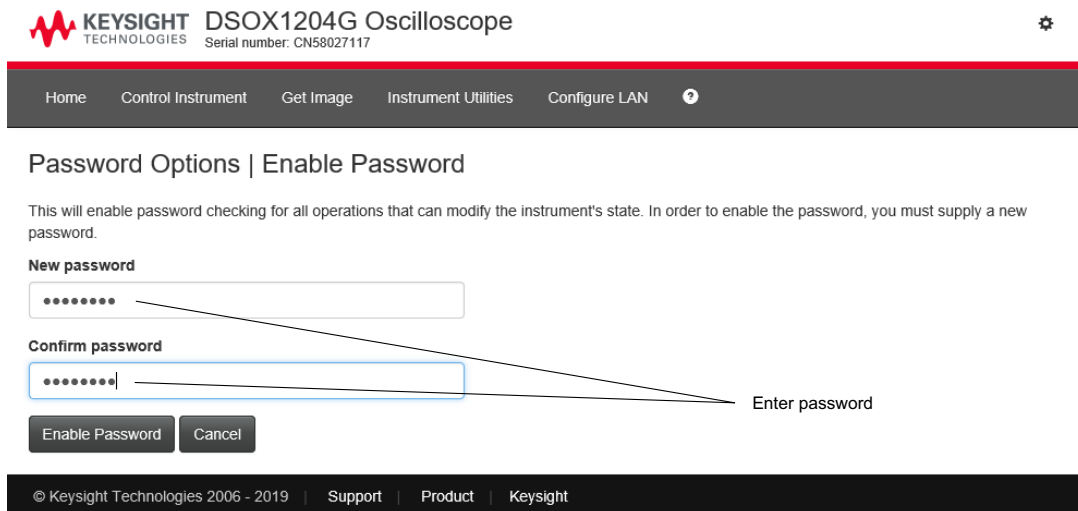 KEYSIGHT
TECHNOLOGIES
DSOX1204G Oscilloscope
Serial number: CN58027117
Home Control Instrument Get Image Instrument Utilities Configure LAN ?
Password Options | Enable Password
This will enable password checking for all operations that can modify the instrument's state. In order to enable the password, you must supply a new
password.
New password
••••••••
Confirm password
••••••••
Enter password
Enable Password Cancel
© Keysight Technologies 2006 - 2019 | Support | Product | Keysight